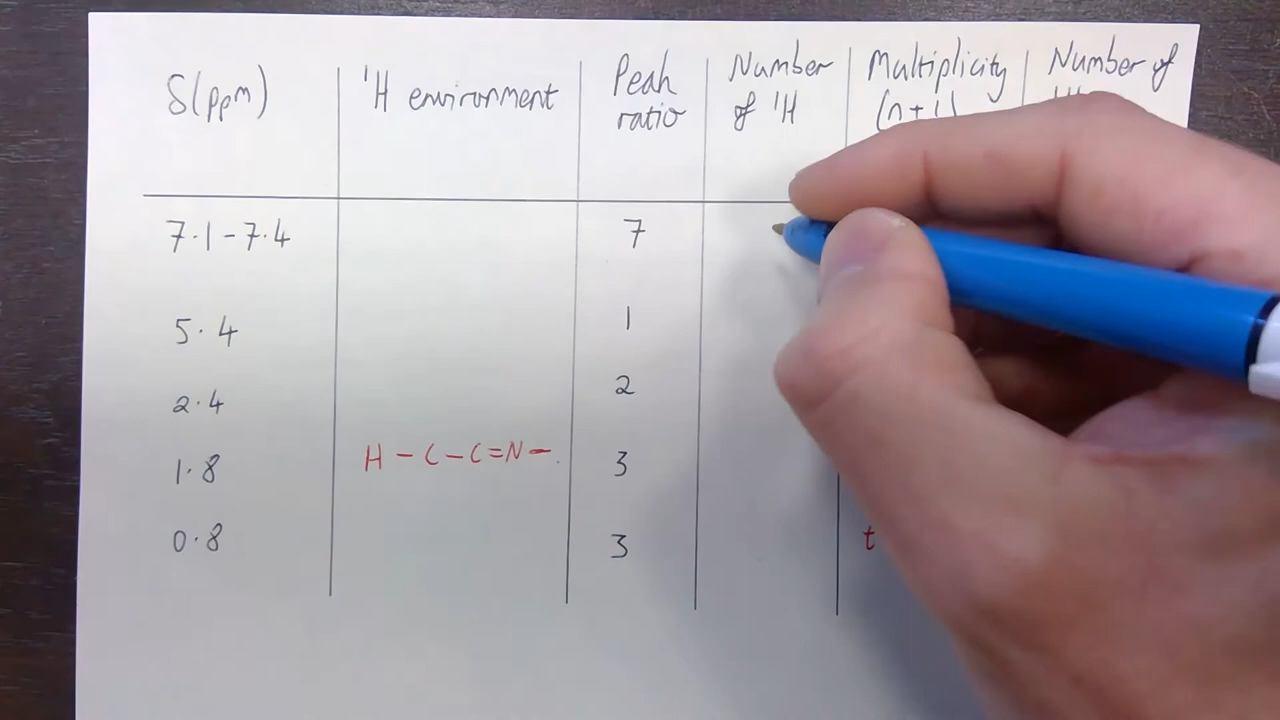 δ(ppm)
¹H environment
Peak
ratio
Number
of ¹H
Multiplicity
(n+1)
Number of
7.1-7.4
7
5.4
1
2.4
2
1.8
H-C-C=N-
3
0.8
3
t